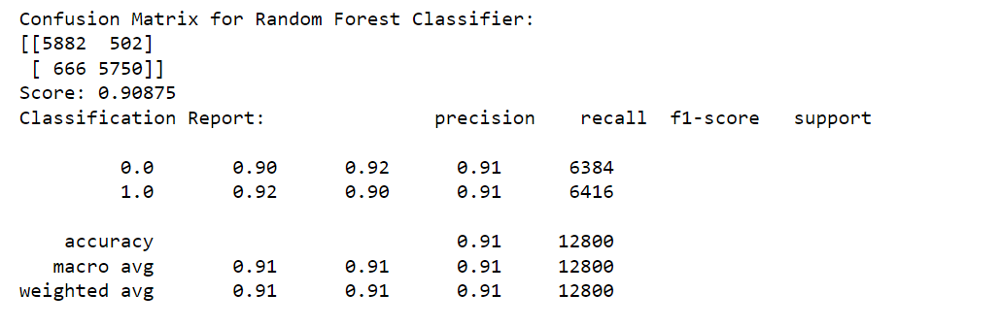 Confusion Matrix for Random Forest Classifier:
[[5882  502]
 [ 666 5750]]
Score: 0.90875
Classification Report:               precision    recall  f1-score   support

         0.0       0.90      0.92      0.91      6384
         1.0       0.92      0.90      0.91      6416

    accuracy                           0.91     12800
   macro avg       0.91      0.91      0.91     12800
weighted avg       0.91      0.91      0.91     12800